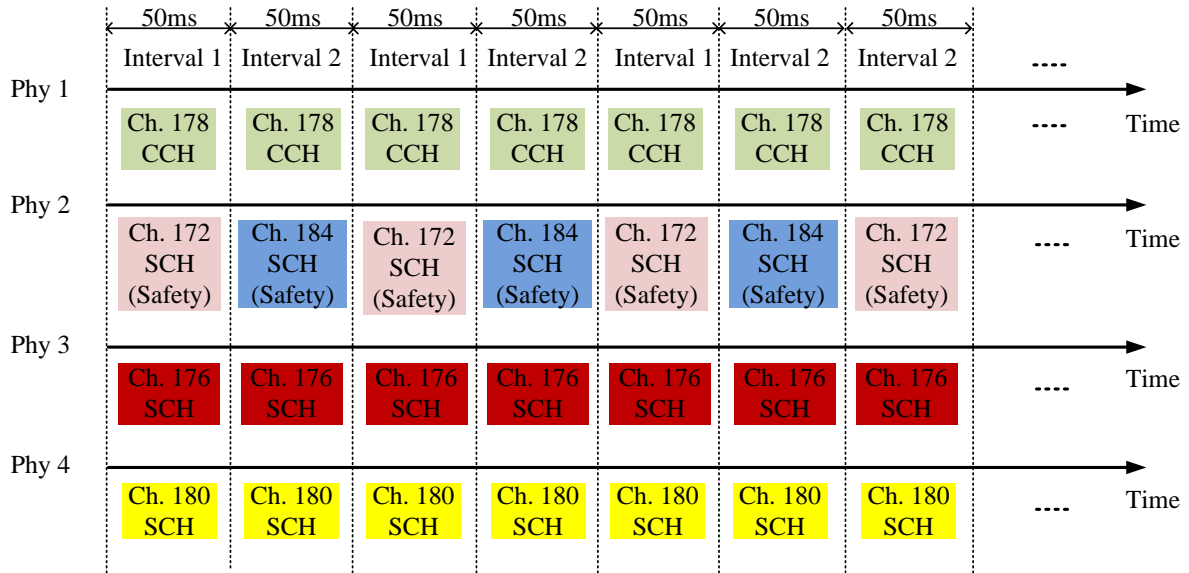 50ms 50ms 50ms 50ms 50ms 50ms 50ms
Interval 1 Interval 2 Interval 1 Interval 2 Interval 1 Interval 2 Interval 2 ----
Phy 1
Ch. 178 Ch. 178 Ch. 178 Ch. 178 Ch. 178 Ch. 178 Ch. 178 ---- Time
CCH CCH CCH CCH CCH CCH CCH
Phy 2
Ch. 172 Ch. 184 Ch. 172 Ch. 184 Ch. 172 Ch. 184 Ch. 172 ---- Time
SCH SCH SCH SCH SCH SCH SCH
(Safety) (Safety) (Safety) (Safety) (Safety) (Safety) (Safety)
Phy 3
Ch. 176 Ch. 176 Ch. 176 Ch. 176 Ch. 176 Ch. 176 Ch. 176 ---- Time
SCH SCH SCH SCH SCH SCH SCH
Phy 4
Ch. 180 Ch. 180 Ch. 180 Ch. 180 Ch. 180 Ch. 180 Ch. 180 ---- Time
SCH SCH SCH SCH SCH SCH SCH